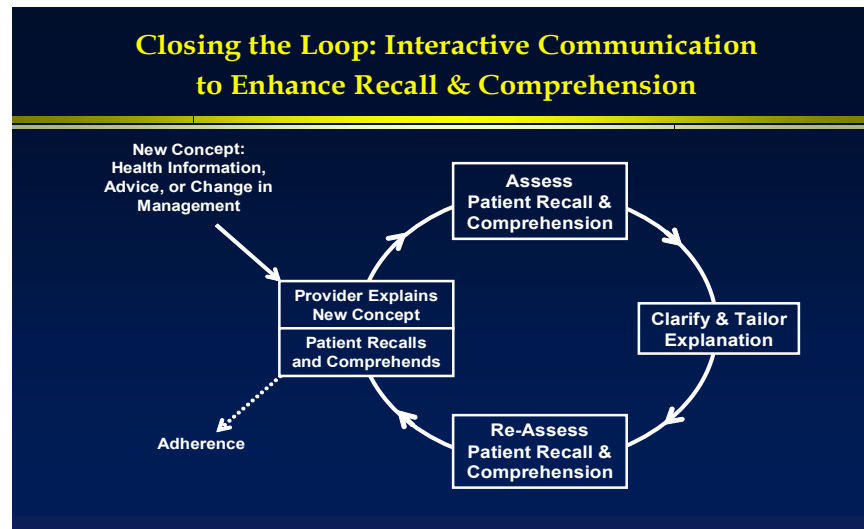 Closing the Loop: Interactive Communication
to Enhance Recall & Comprehension
New Concept:
Health Information,
Advice, or Change in
Management
Assess
Patient Recall &
Comprehension
Provider Explains
New Concept
Patient Recalls
and Comprehends
Clarify & Tailor
Explanation
Adherence
Re-Assess
Patient Recall &
Comprehension